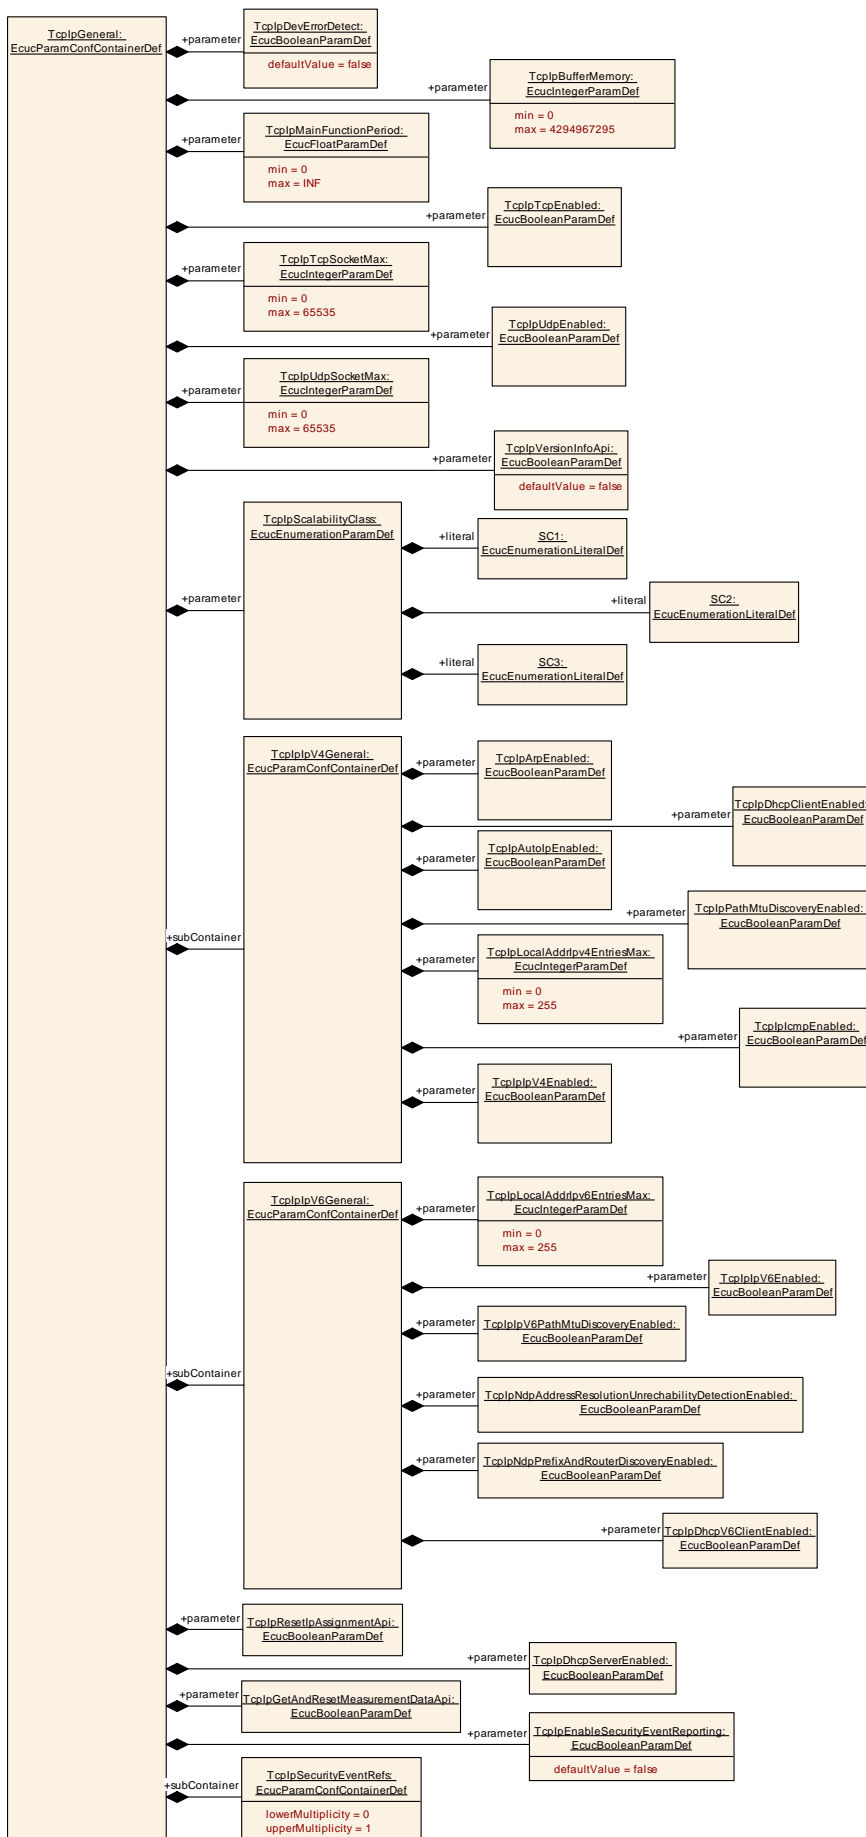 TcpIpGeneral:
EcucParamConfContainerDef
+parameter
TcpIpDevErrorDetect:
EcucBooleanParamDef
defaultValue = false
+parameter
TcpIpBufferMemory:
EcucIntegerParamDef
min = 0
max = 4294967295
+parameter
TcpIpMainFunctionPeriod:
EcucFloatParamDef
min = 0
max = INF
+parameter
TcpIpTcpEnabled:
EcucBooleanParamDef
+parameter
TcpIpTcpSocketMax:
EcucIntegerParamDef
min = 0
max = 65535
+parameter
TcpIpUdpEnabled:
EcucBooleanParamDef
+parameter
TcpIpUdpSocketMax:
EcucIntegerParamDef
min = 0
max = 65535
+parameter
TcpIpVersionInfoApi:
EcucBooleanParamDef
defaultValue = false
+parameter
TcpIpScalabilityClass:
EcucEnumerationParamDef
+literal
SC1:
EcucEnumerationLiteralDef
+literal
SC2:
EcucEnumerationLiteralDef
+literal
SC3:
EcucEnumerationLiteralDef
+subContainer
TcpIpIpV4General:
EcucParamConfContainerDef
+parameter
TcpIpArpEnabled:
EcucBooleanParamDef
+parameter
TcpIpDhcpClientEnabled:
EcucBooleanParamDef
+parameter
TcpIpAutoIpEnabled:
EcucBooleanParamDef
+parameter
TcpIpPathMtuDiscoveryEnabled:
EcucBooleanParamDef
+parameter
TcpIpLocalAddrIpv4EntriesMax:
EcucIntegerParamDef
min = 0
max = 255
+parameter
TcpIpIcmpEnabled:
EcucBooleanParamDef
+parameter
TcpIpIpV4Enabled:
EcucBooleanParamDef
+subContainer
TcpIpIpV6General:
EcucParamConfContainerDef
+parameter
TcpIpLocalAddrIpv6EntriesMax:
EcucIntegerParamDef
min = 0
max = 255
+parameter
TcpIpIpV6Enabled:
EcucBooleanParamDef
+parameter
TcpIpIpV6PathMtuDiscoveryEnabled:
EcucBooleanParamDef
+parameter
TcpIpNdpAddressResolutionUnrechabilityDetectionEnabled:
EcucBooleanParamDef
+parameter
TcpIpNdpPrefixAndRouterDiscoveryEnabled:
EcucBooleanParamDef
+parameter
TcpIpDhcpV6ClientEnabled:
EcucBooleanParamDef
+parameter
TcpIpResetIpAssignmentApi:
EcucBooleanParamDef
+parameter
TcpIpDhcpServerEnabled:
EcucBooleanParamDef
+parameter
TcpIpGetAndResetMeasurementDataApi:
EcucBooleanParamDef
+parameter
TcpIpEnableSecurityEventReporting:
EcucBooleanParamDef
defaultValue = false
+subContainer
TcpIpSecurityEventRefs:
EcucParamConfContainerDef
lowerMultiplicity = 0
upperMultiplicity = 1